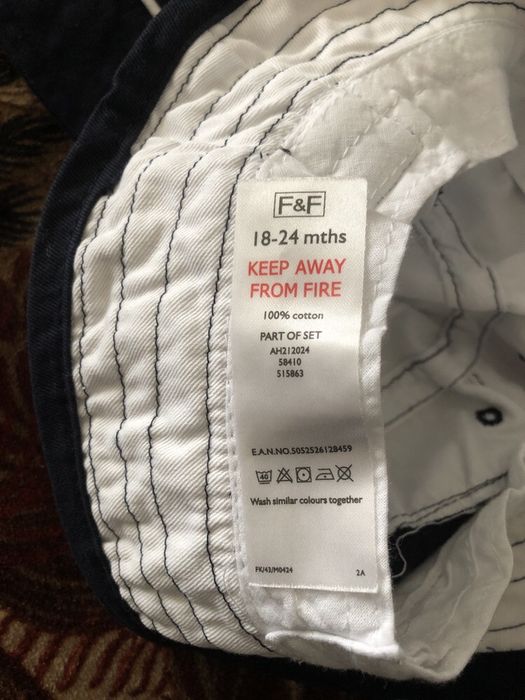 F&F
18-24 mths
KEEP AWAY
FROM FIRE
100% cotton
PART OF SET
AH212024
58410
515863
E.A.N.NO.5052526128459
40
Wash similar colours together
FK/43/M0424 2A